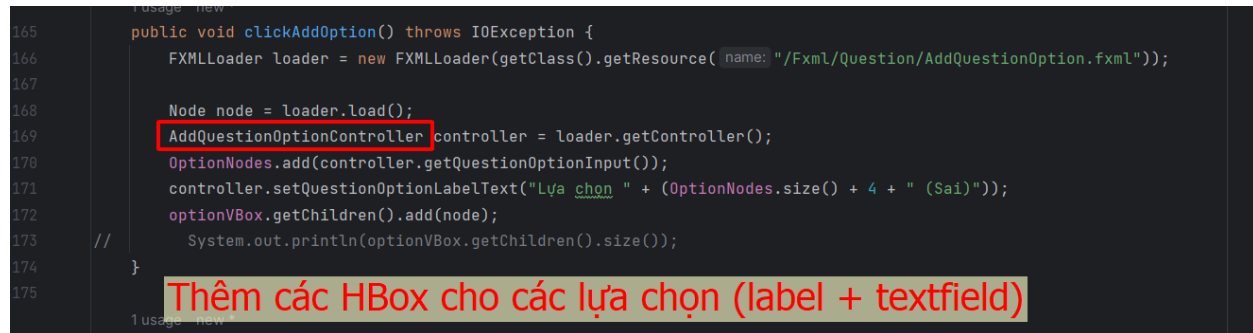 1 usage new *
165 public void clickAddOption() throws IOException {
166 FXMLLoader loader = new FXMLLoader(getClass().getResource( name: "/Fxml/Question/AddQuestionOption.fxml"));
167
168 Node node = loader.load();
169 AddQuestionOptionController controller = loader.getController();
170 OptionNodes.add(controller.getQuestionOptionInput());
171 controller.setQuestionOptionLabelText("Lựa chọn " + (OptionNodes.size() + 4 + " (Sai)"));
172 optionVBox.getChildren().add(node);
173 // System.out.println(optionVBox.getChildren().size());
174 }
175
Thêm các HBox cho các lựa chọn (label + textfield)
1 usage new *